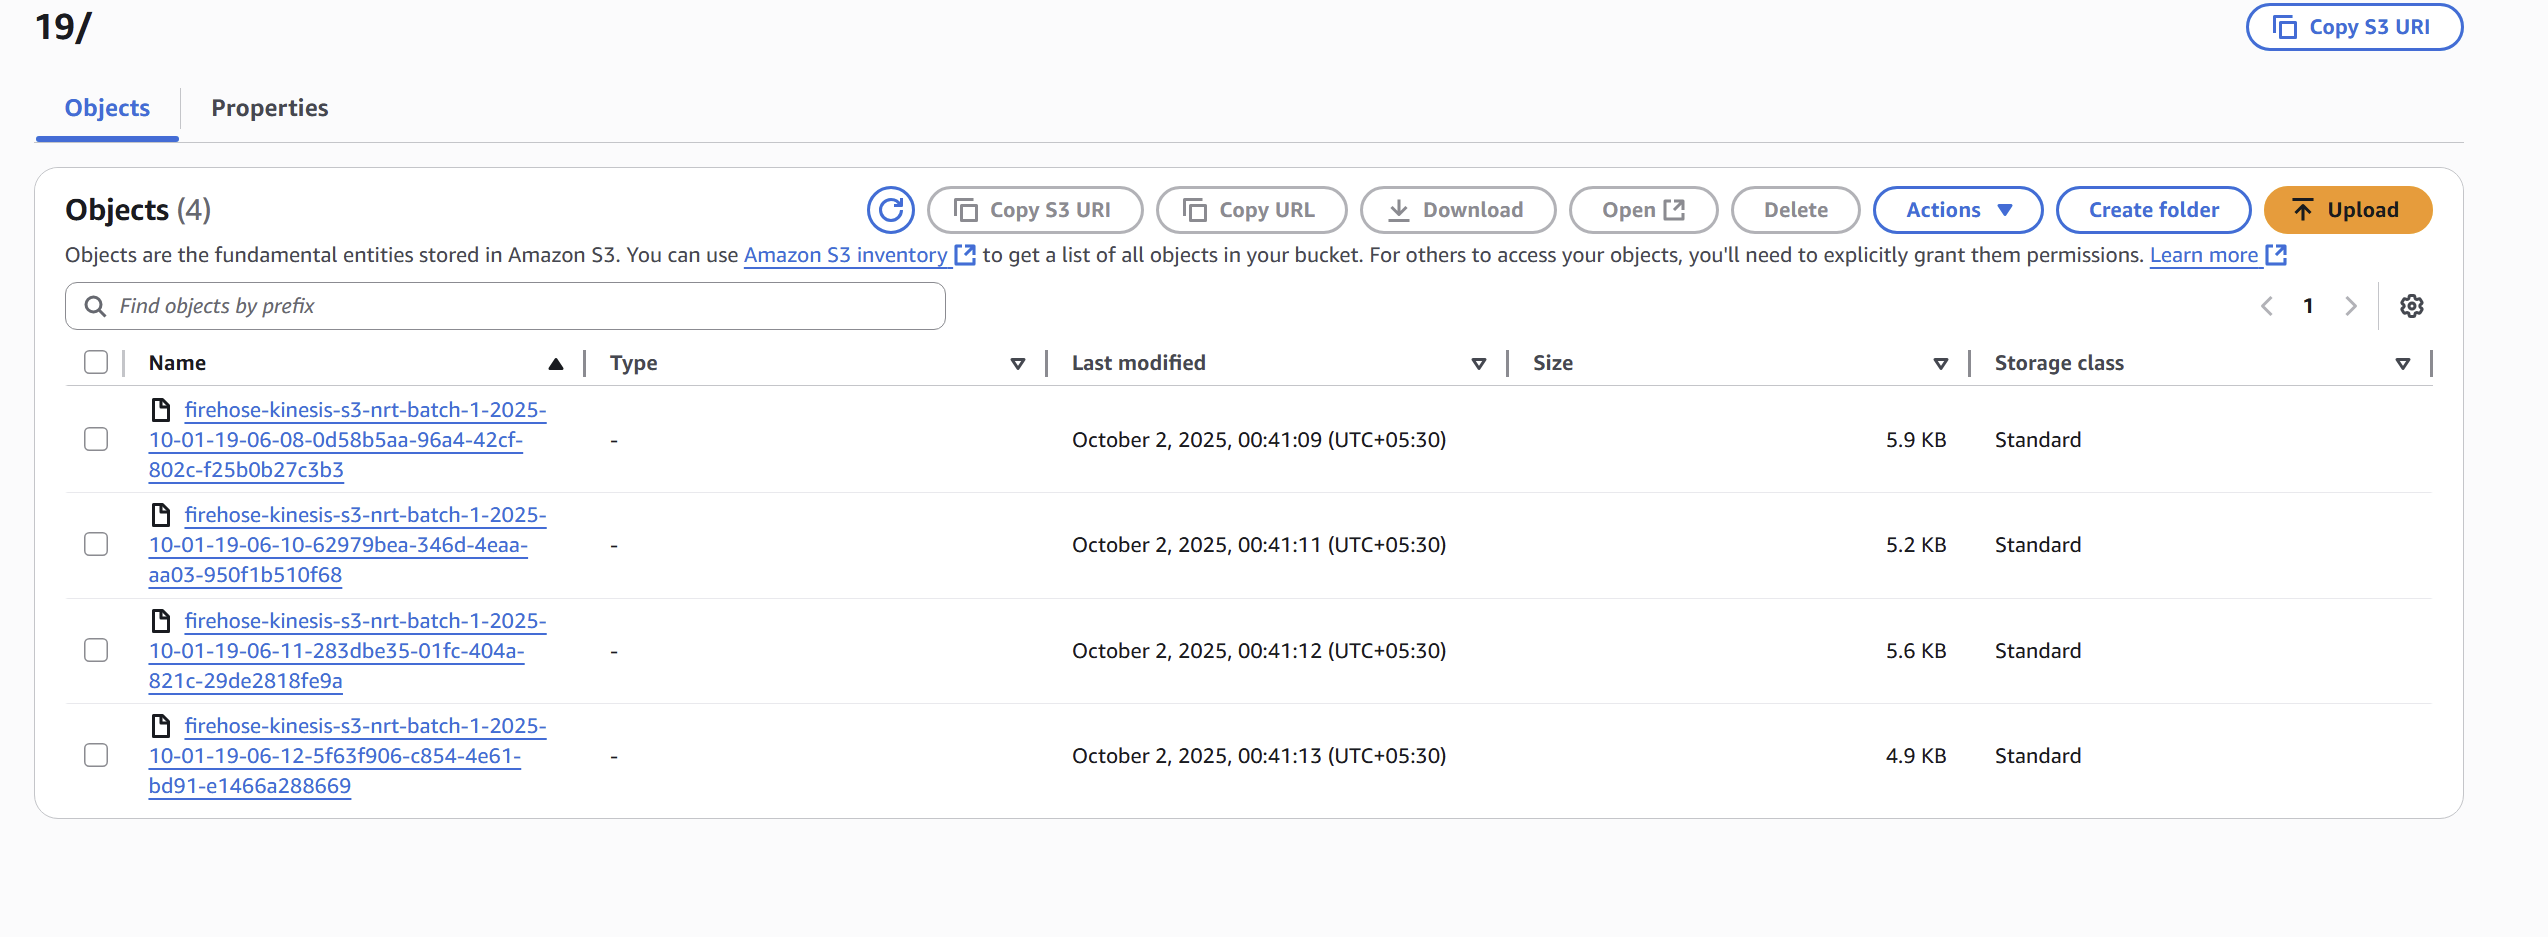 19/
Copy S3 URI
Objects
Properties
Objects (4)
Copy S3 URI
Copy URL
Download
Open
Delete
Actions
Create folder
Upload
Objects are the fundamental entities stored in Amazon S3. You can use Amazon S3 inventory to get a list of all objects in your bucket. For others to access your objects, you'll need to explicitly grant them permissions. Learn more
Find objects by prefix
1
Name
Type
Last modified
Size
Storage class
firehose-kinesis-s3-nrt-batch-1-2025-
10-01-19-06-08-0d58b5aa-96a4-42cf-
802c-f25b0b27c3b3
-
October 2, 2025, 00:41:09 (UTC+05:30)
5.9 KB
Standard
firehose-kinesis-s3-nrt-batch-1-2025-
10-01-19-06-10-62979bea-346d-4eaa-
aa03-950f1b510f68
-
October 2, 2025, 00:41:11 (UTC+05:30)
5.2 KB
Standard
firehose-kinesis-s3-nrt-batch-1-2025-
10-01-19-06-11-283dbe35-01fc-404a-
821c-29de2818fe9a
-
October 2, 2025, 00:41:12 (UTC+05:30)
5.6 KB
Standard
firehose-kinesis-s3-nrt-batch-1-2025-
10-01-19-06-12-5f63f906-c854-4e61-
bd91-e1466a288669
-
October 2, 2025, 00:41:13 (UTC+05:30)
4.9 KB
Standard